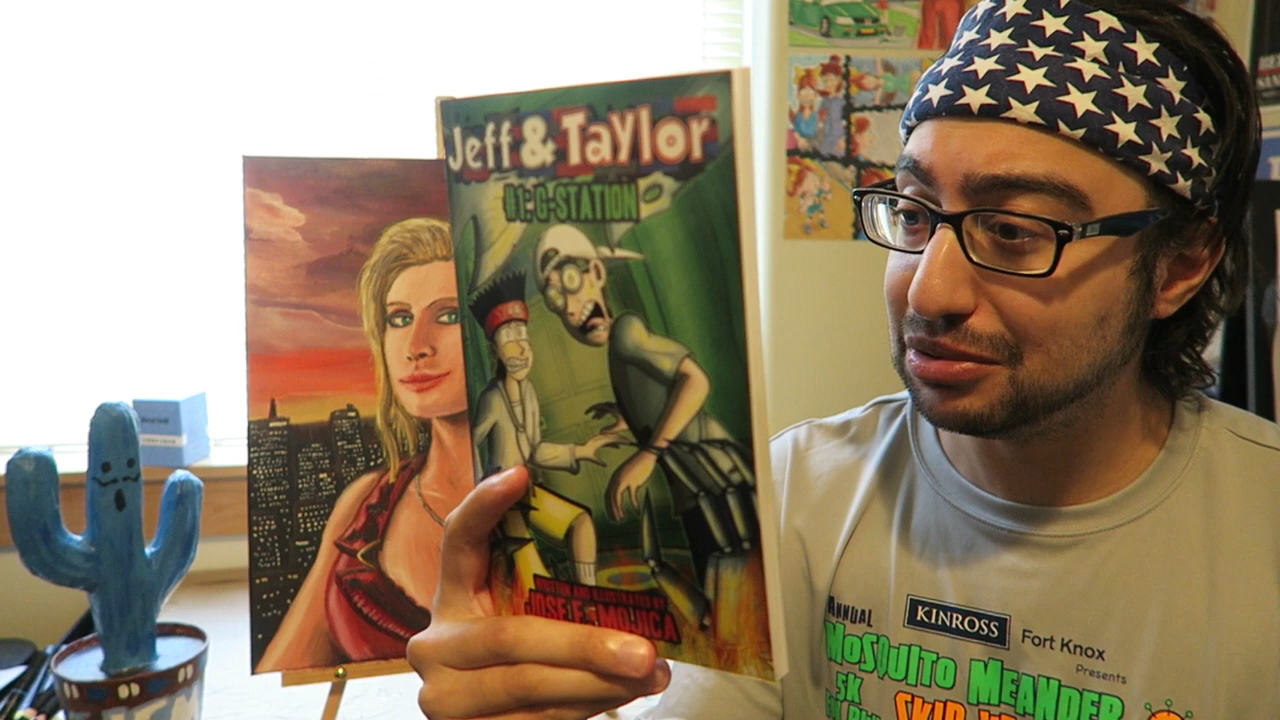 Jeff & Taylor
#1: G-STATION
WRITTEN AND ILLUSTRATED BY
JOSE F. MOJICA
ANNUAL
KINROSS
Fort Knox
Presents
MOSQUITO MEANDER
5K